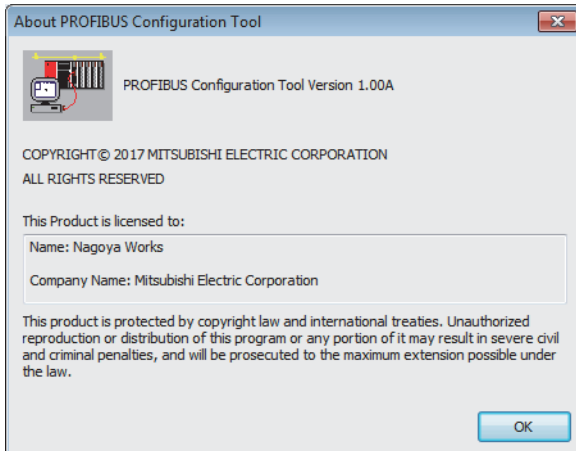 About PROFIBUS Configuration Tool
PROFIBUS Configuration Tool Version 1.00A
COPYRIGHT© 2017 MITSUBISHI ELECTRIC CORPORATION
ALL RIGHTS RESERVED
This Product is licensed to:
Name: Nagoya Works
Company Name: Mitsubishi Electric Corporation
This product is protected by copyright law and international treaties. Unauthorized
reproduction or distribution of this program or any portion of it may result in severe civil
and criminal penalties, and will be prosecuted to the maximum extension possible under
the law.
OK